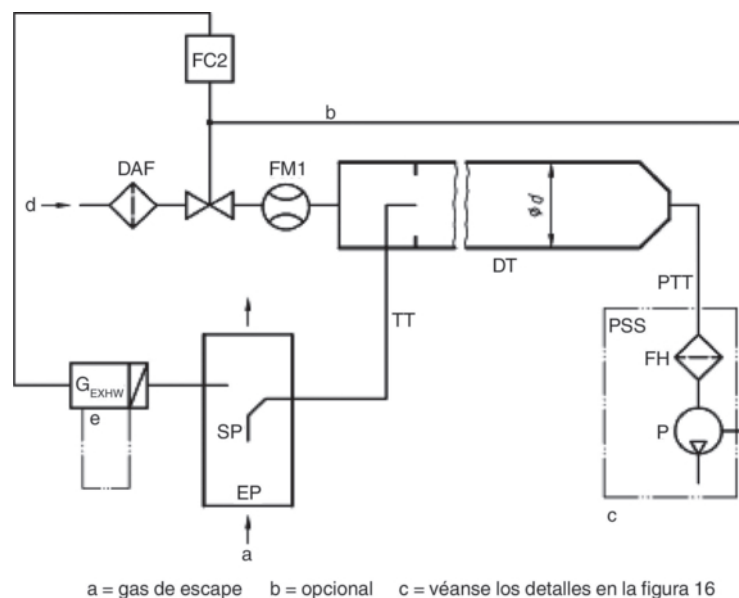 FC2
b
DAF
FM1
d
ød
DT
TT
PTT
PSS
FH
P
c
G EXHW
e
SP
EP
a
a = gas de escape b = opcional c = véanse los detalles en la figura 16